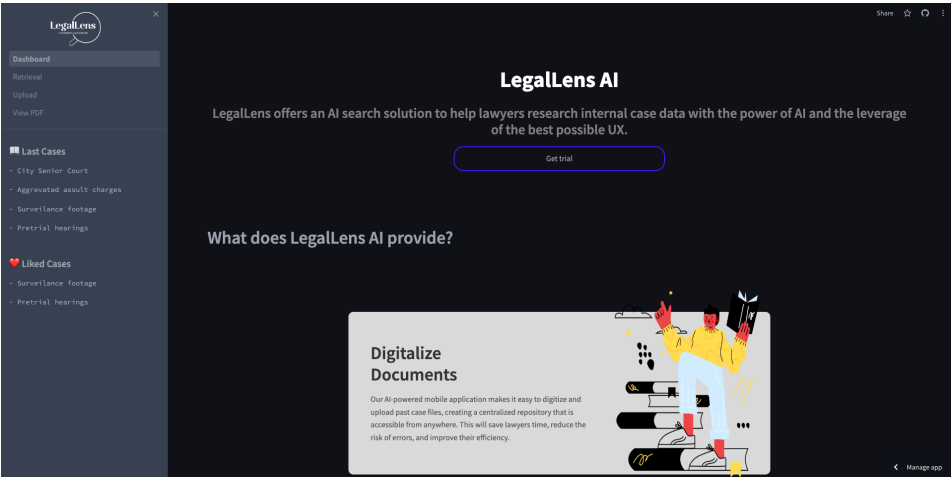 LegalLens
Dashboard
Retrieval
Upload
View PDF
Last Cases
- City Senior Court
- Aggrevated assult charges
- Surveilance footage
- Pretrial hearings
Liked Cases
- Surveilance footage
- Pretrial hearings
Share
LegalLens AI
LegalLens offers an AI search solution to help lawyers research internal case data with the power of AI and the leverage
of the best possible UX.
Get trial
What does LegalLens AI provide?
Digitalize
Documents
Our AI-powered mobile application makes it easy to digitize and
upload past case files, creating a centralized repository that is
accessible from anywhere. This will save lawyers time, reduce the
risk of errors, and improve their efficiency.
Manage app